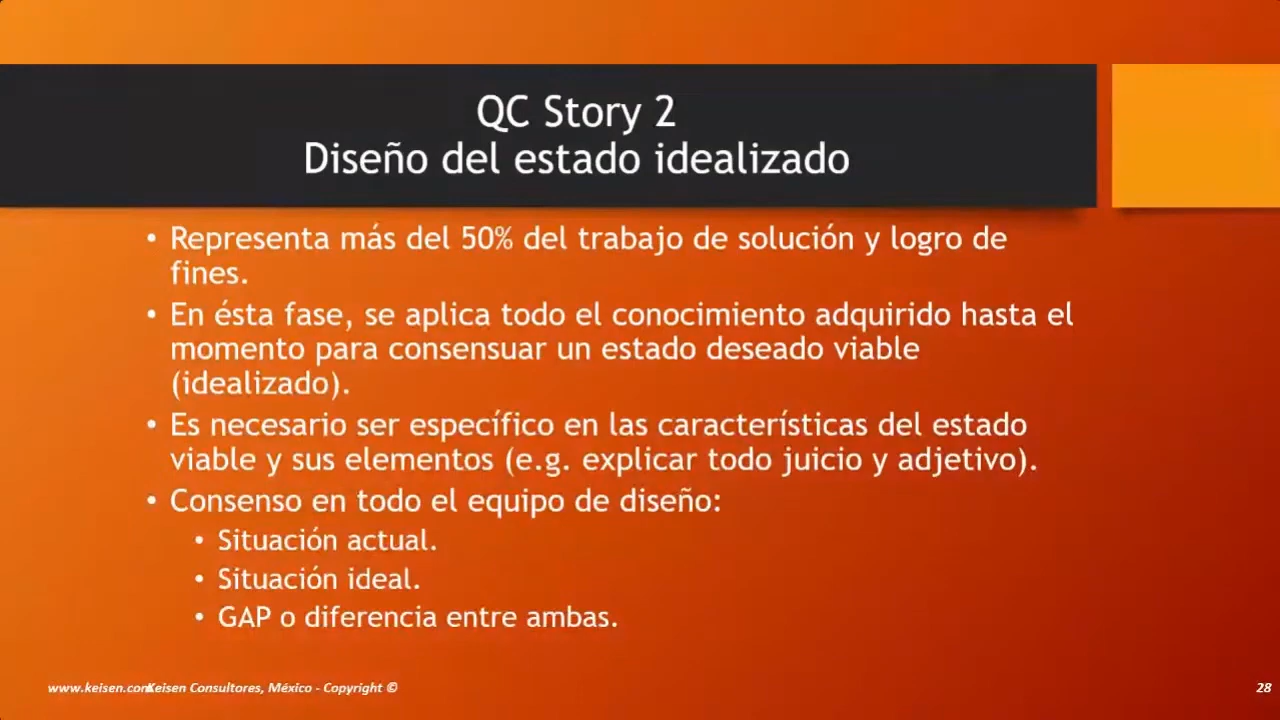 QC Story 2
Diseño del estado idealizado
• Representa más del 50% del trabajo de solución y logro de
fines.
• En ésta fase, se aplica todo el conocimiento adquirido hasta el
momento para consensuar un estado deseado viable
(idealizado).
• Es necesario ser específico en las características del estado
viable y sus elementos (e.g. explicar todo juicio y adjetivo).
• Consenso en todo el equipo de diseño:
• Situación actual.
• Situación ideal.
• GAP o diferencia entre ambas.
www.keisen.com Keisen Consultores, México - Copyright © 28